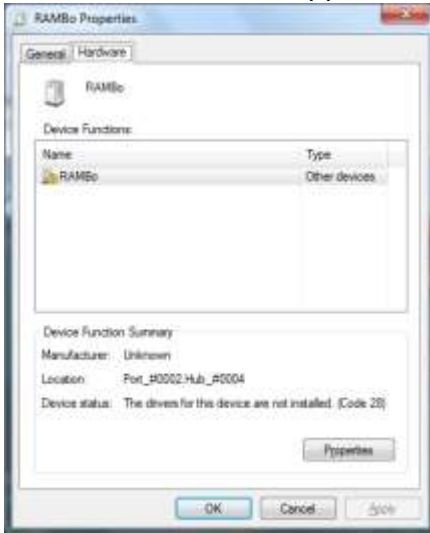 RAMBo Properties
General Hardware
RAMBo
Device Functions:
Name Type
RAMBo Other devices
Device Function Summary
Manufacturer: Unknown
Location: Port_#0002.Hub_#0004
Device status: The drivers for this device are not installed. (Code 28)
Properties
OK Cancel Apply